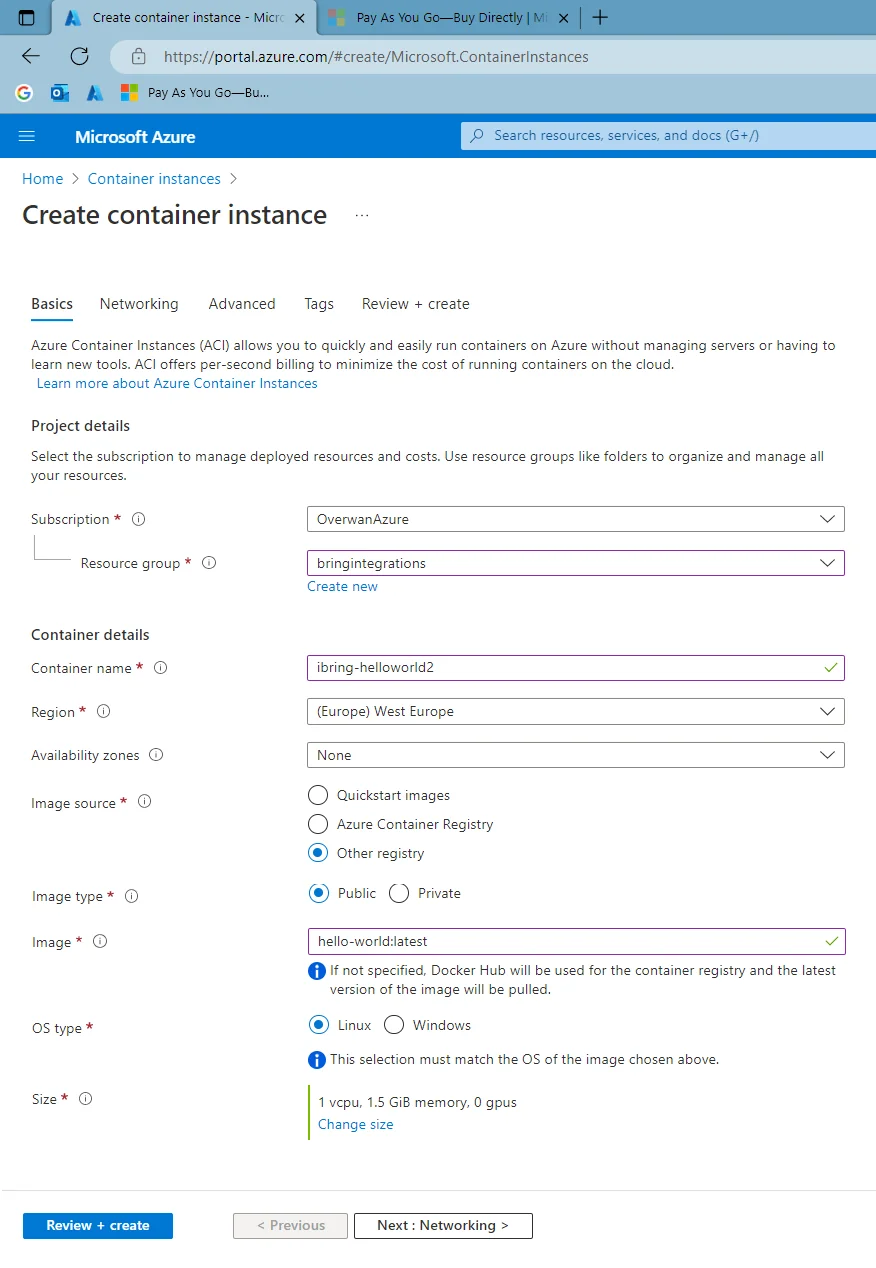 Create container instance - Micro
Pay As You Go—Buy Directly | Mi
https://portal.azure.com/#create/Microsoft.ContainerInstances
Pay As You Go—Bu...
Microsoft Azure
Search resources, services, and docs (G+/)
Home > Container instances >
Create container instance ...
Basics Networking Advanced Tags Review + create
Azure Container Instances (ACI) allows you to quickly and easily run containers on Azure without managing servers or having to
learn new tools. ACI offers per-second billing to minimize the cost of running containers on the cloud.
Learn more about Azure Container Instances
Project details
Select the subscription to manage deployed resources and costs. Use resource groups like folders to organize and manage all
your resources.
Subscription * OverwanAzure
Resource group * bringintegrations
Create new
Container details
Container name * ibring-helloworld2
Region * (Europe) West Europe
Availability zones None
Image source * Quickstart images
Azure Container Registry
Other registry
Image type * Public Private
Image * hello-world:latest
If not specified, Docker Hub will be used for the container registry and the latest
version of the image will be pulled.
OS type * Linux Windows
This selection must match the OS of the image chosen above.
Size * 1 vcpu, 1.5 GiB memory, 0 gpus
Change size
Review + create < Previous Next : Networking >